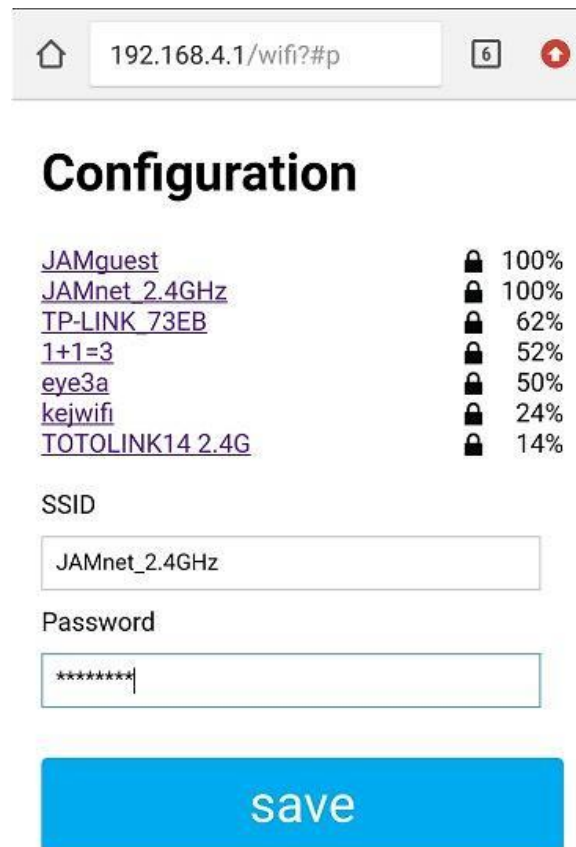 192.168.4.1/wifi?#p 6
Configuration
JAMguest 100%
JAMnet_2.4GHz 100%
TP-LINK_73EB 62%
1+1=3 52%
eye3a 50%
kejwifi 24%
TOTOLINK14 2.4G 14%
SSID
JAMnet_2.4GHz
Password
********
save